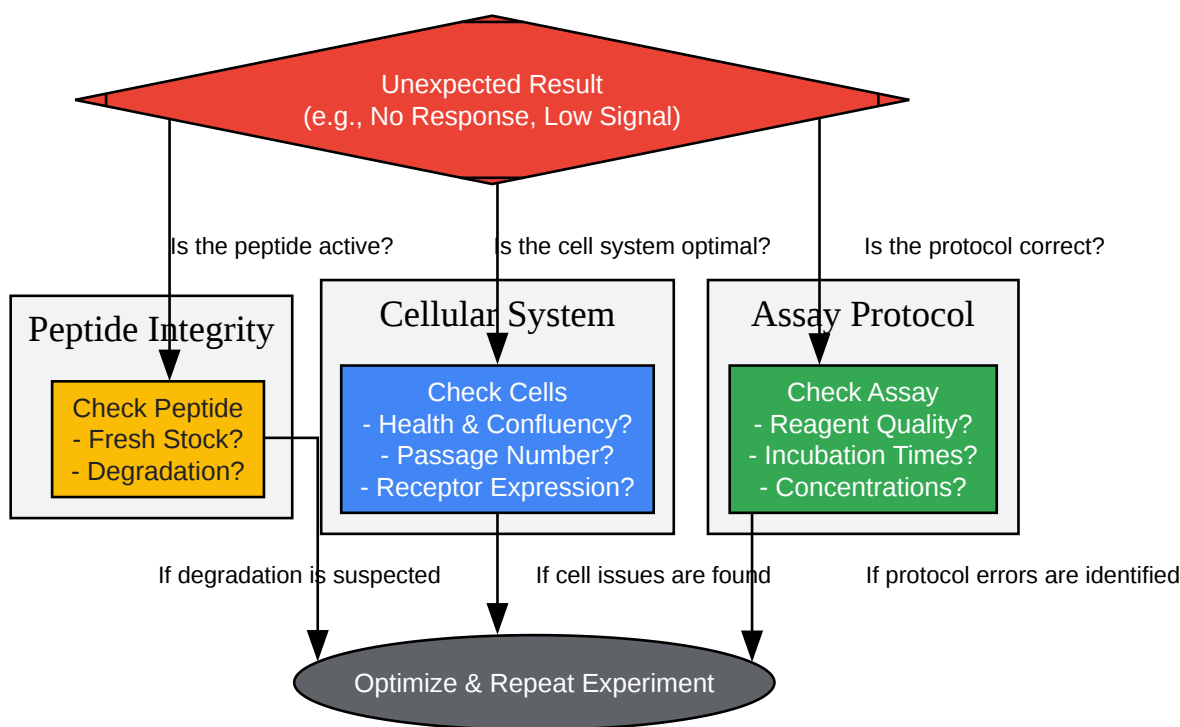 Unexpected Result
(e.g., No Response, Low Signal)
Is the peptide active?
Is the cell system optimal?
Is the protocol correct?
Peptide Integrity
Cellular System
Assay Protocol
Check Peptide
- Fresh Stock?
- Degradation?
Check Cells
- Health & Confluency?
- Passage Number?
- Receptor Expression?
Check Assay
- Reagent Quality?
- Incubation Times?
- Concentrations?
If degradation is suspected
If cell issues are found
If protocol errors are identified
Optimize & Repeat Experiment